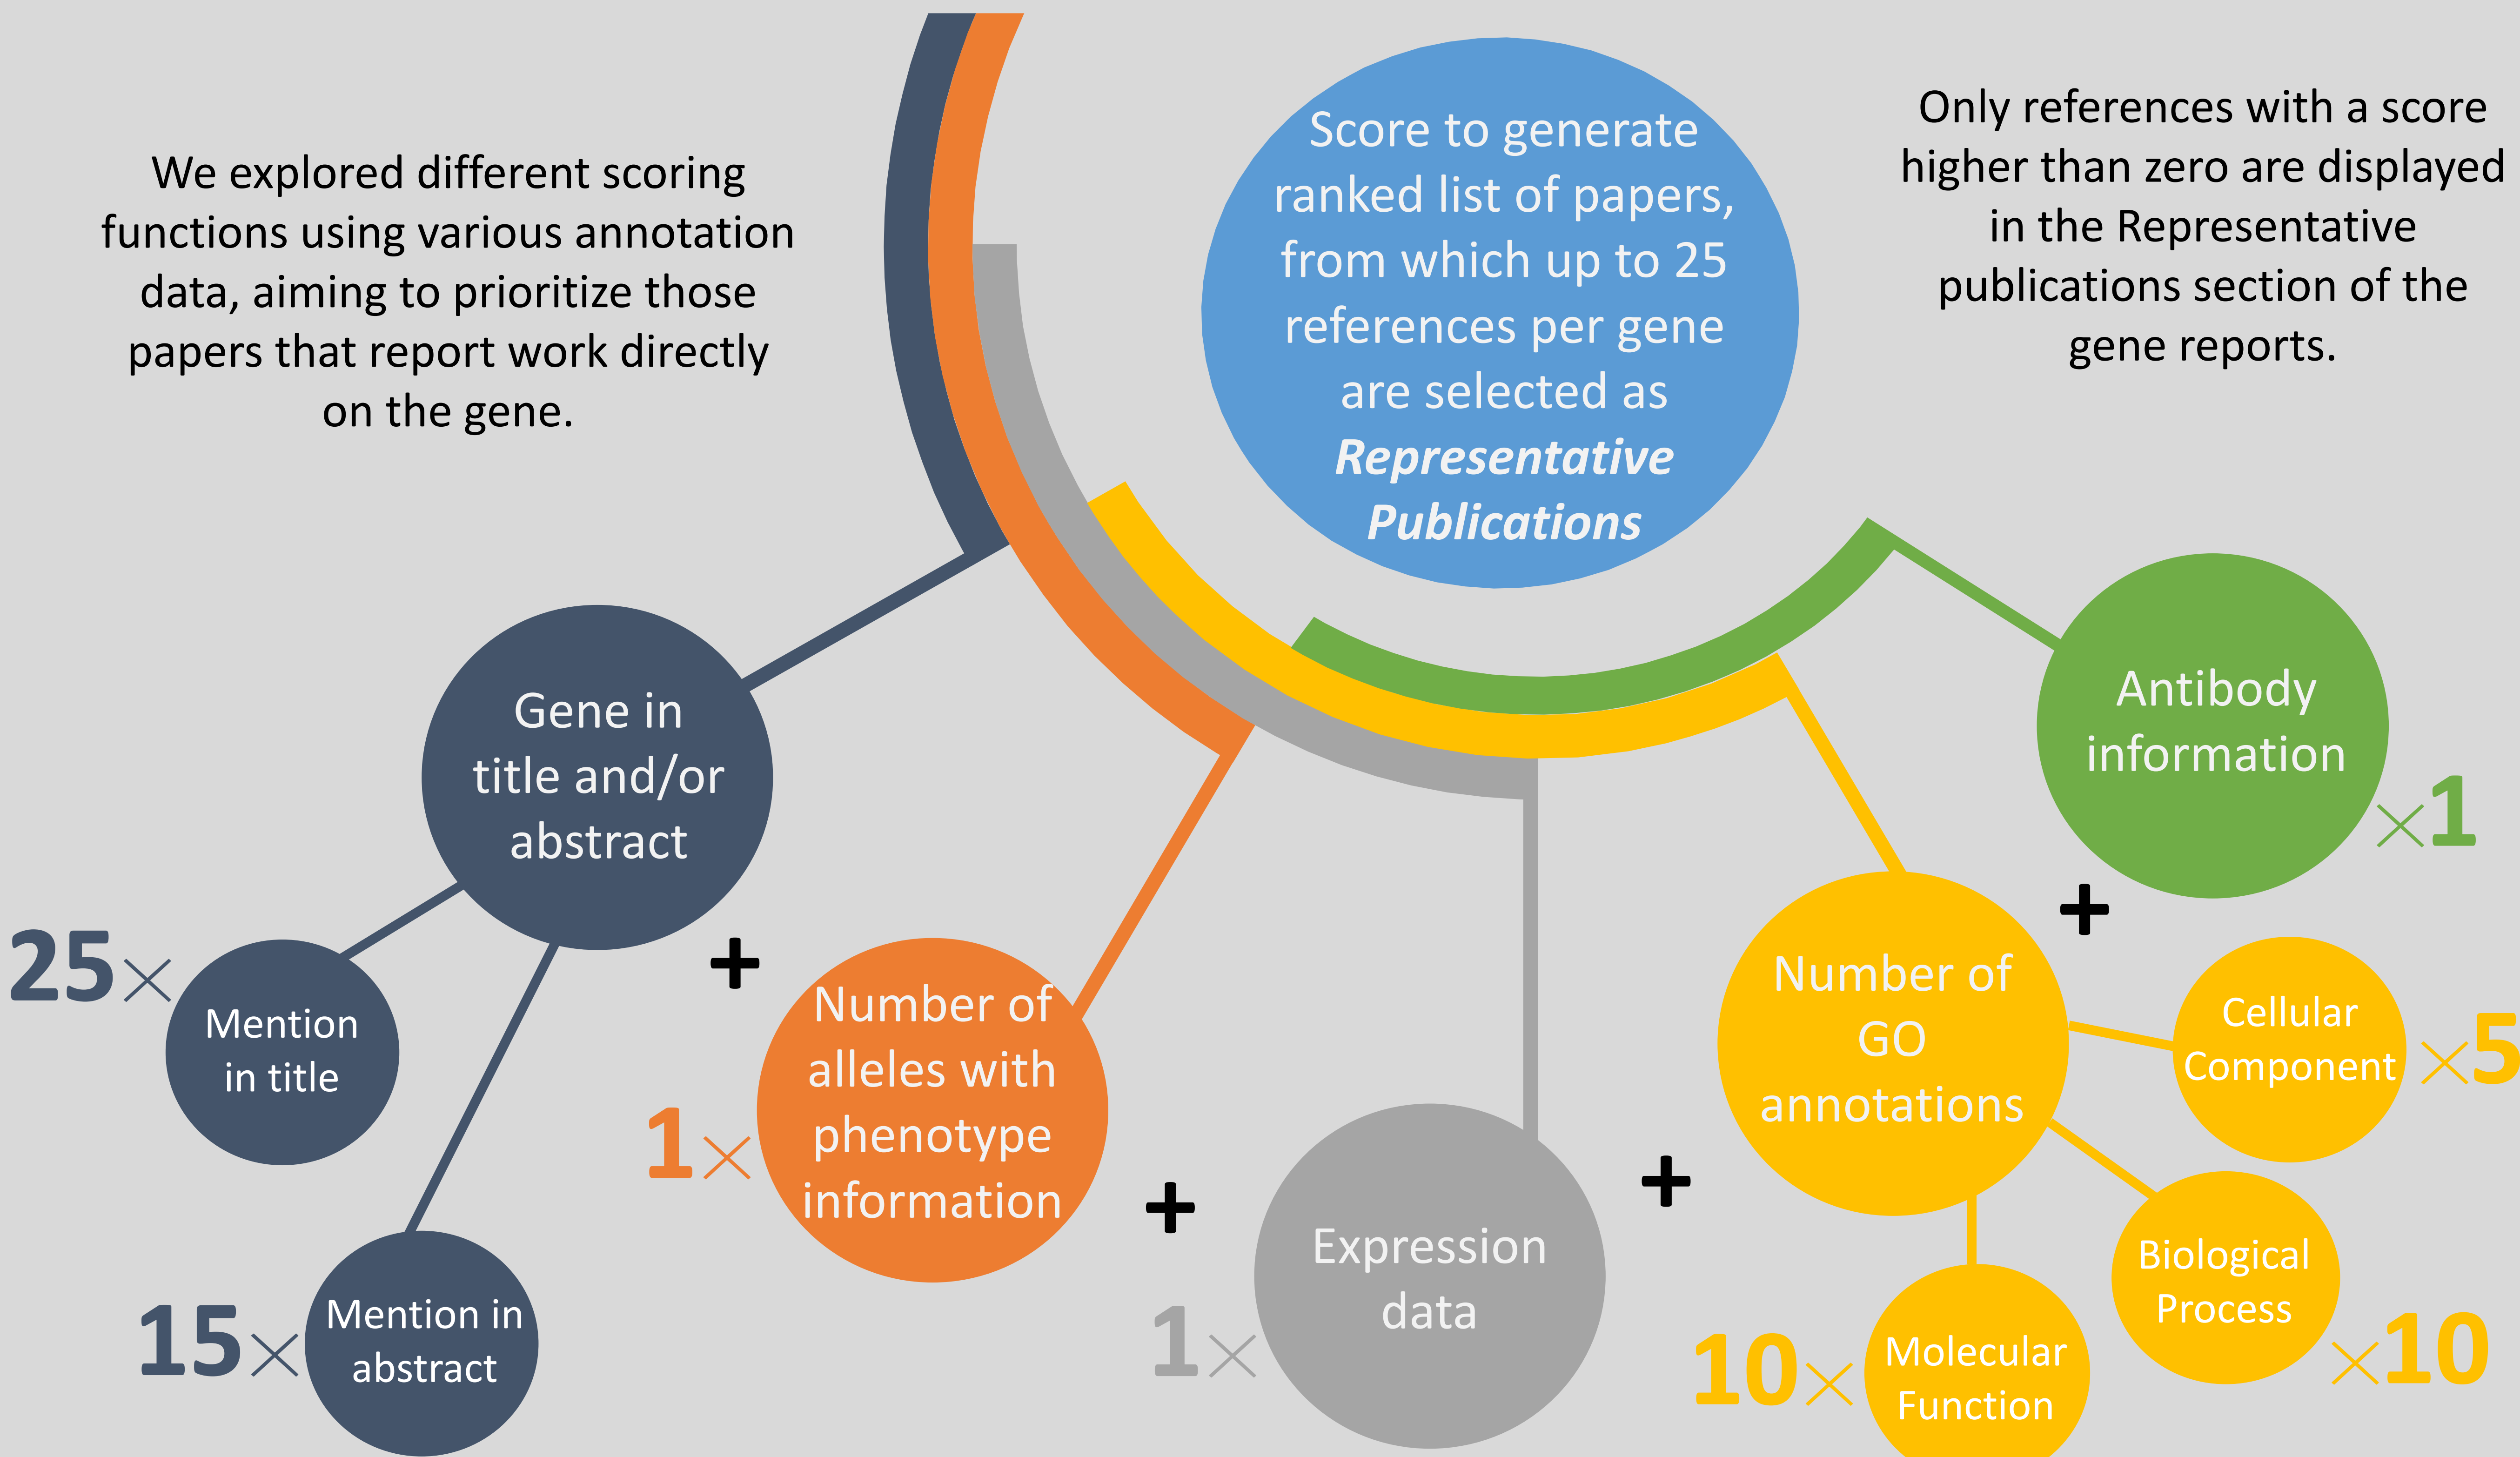 We explored different scoring
functions using various annotation
data, aiming to prioritize those
papers that report work directly
on the gene.
Score to generate
ranked list of papers,
from which up to 25
references per gene
are selected as
Representative
Publications
Only references with a score
higher than zero are displayed
in the Representative
publications section of the
gene reports.
Gene in
title and/or
abstract
25×
Mention
in title
15×
Mention in
abstract
+
1×
Number of
alleles with
phenotype
information
+
1×
Expression
data
+
Number of
GO
annotations
10×
Molecular
Function
Biological
Process
×10
Cellular
Component
×5
+
Antibody
information
×1